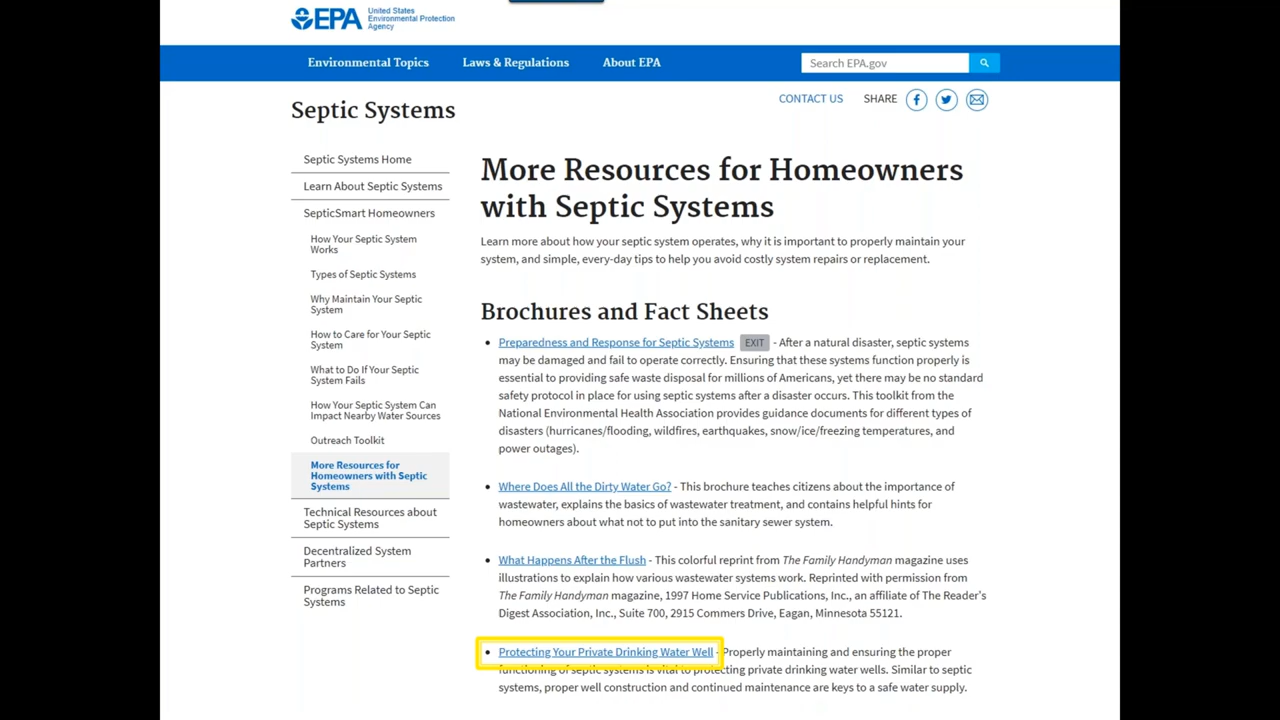 EPA United States
Environmental Protection
Agency
Environmental Topics Laws & Regulations About EPA Search EPA.gov
CONTACT US SHARE
Septic Systems
Septic Systems Home
Learn About Septic Systems
SepticSmart Homeowners
How Your Septic System
Works
Types of Septic Systems
Why Maintain Your Septic
System
How to Care for Your Septic
System
What to Do If Your Septic
System Fails
How Your Septic System Can
Impact Nearby Water Sources
Outreach Toolkit
More Resources for
Homeowners with Septic
Systems
Technical Resources about
Septic Systems
Decentralized System
Partners
Programs Related to Septic
Systems
More Resources for Homeowners
with Septic Systems
Learn more about how your septic system operates, why it is important to properly maintain your
system, and simple, every-day tips to help you avoid costly system repairs or replacement.
Brochures and Fact Sheets
• Preparedness and Response for Septic Systems EXIT - After a natural disaster, septic systems
may be damaged and fail to operate correctly. Ensuring that these systems function properly is
essential to providing safe waste disposal for millions of Americans, yet there may be no standard
safety protocol in place for using septic systems after a disaster occurs. This toolkit from the
National Environmental Health Association provides guidance documents for different types of
disasters (hurricanes/flooding, wildfires, earthquakes, snow/ice/freezing temperatures, and
power outages).
• Where Does All the Dirty Water Go? - This brochure teaches citizens about the importance of
wastewater, explains the basics of wastewater treatment, and contains helpful hints for
homeowners about what not to put into the sanitary sewer system.
• What Happens After the Flush - This colorful reprint from The Family Handyman magazine uses
illustrations to explain how various wastewater systems work. Reprinted with permission from
The Family Handyman magazine, 1997 Home Service Publications, Inc., an affiliate of The Reader's
Digest Association, Inc., Suite 700, 2915 Commers Drive, Eagan, Minnesota 55121.
• Protecting Your Private Drinking Water Well - Properly maintaining and ensuring the proper
functioning of septic systems is vital to protecting private drinking water wells. Similar to septic
systems, proper well construction and continued maintenance are keys to a safe water supply.